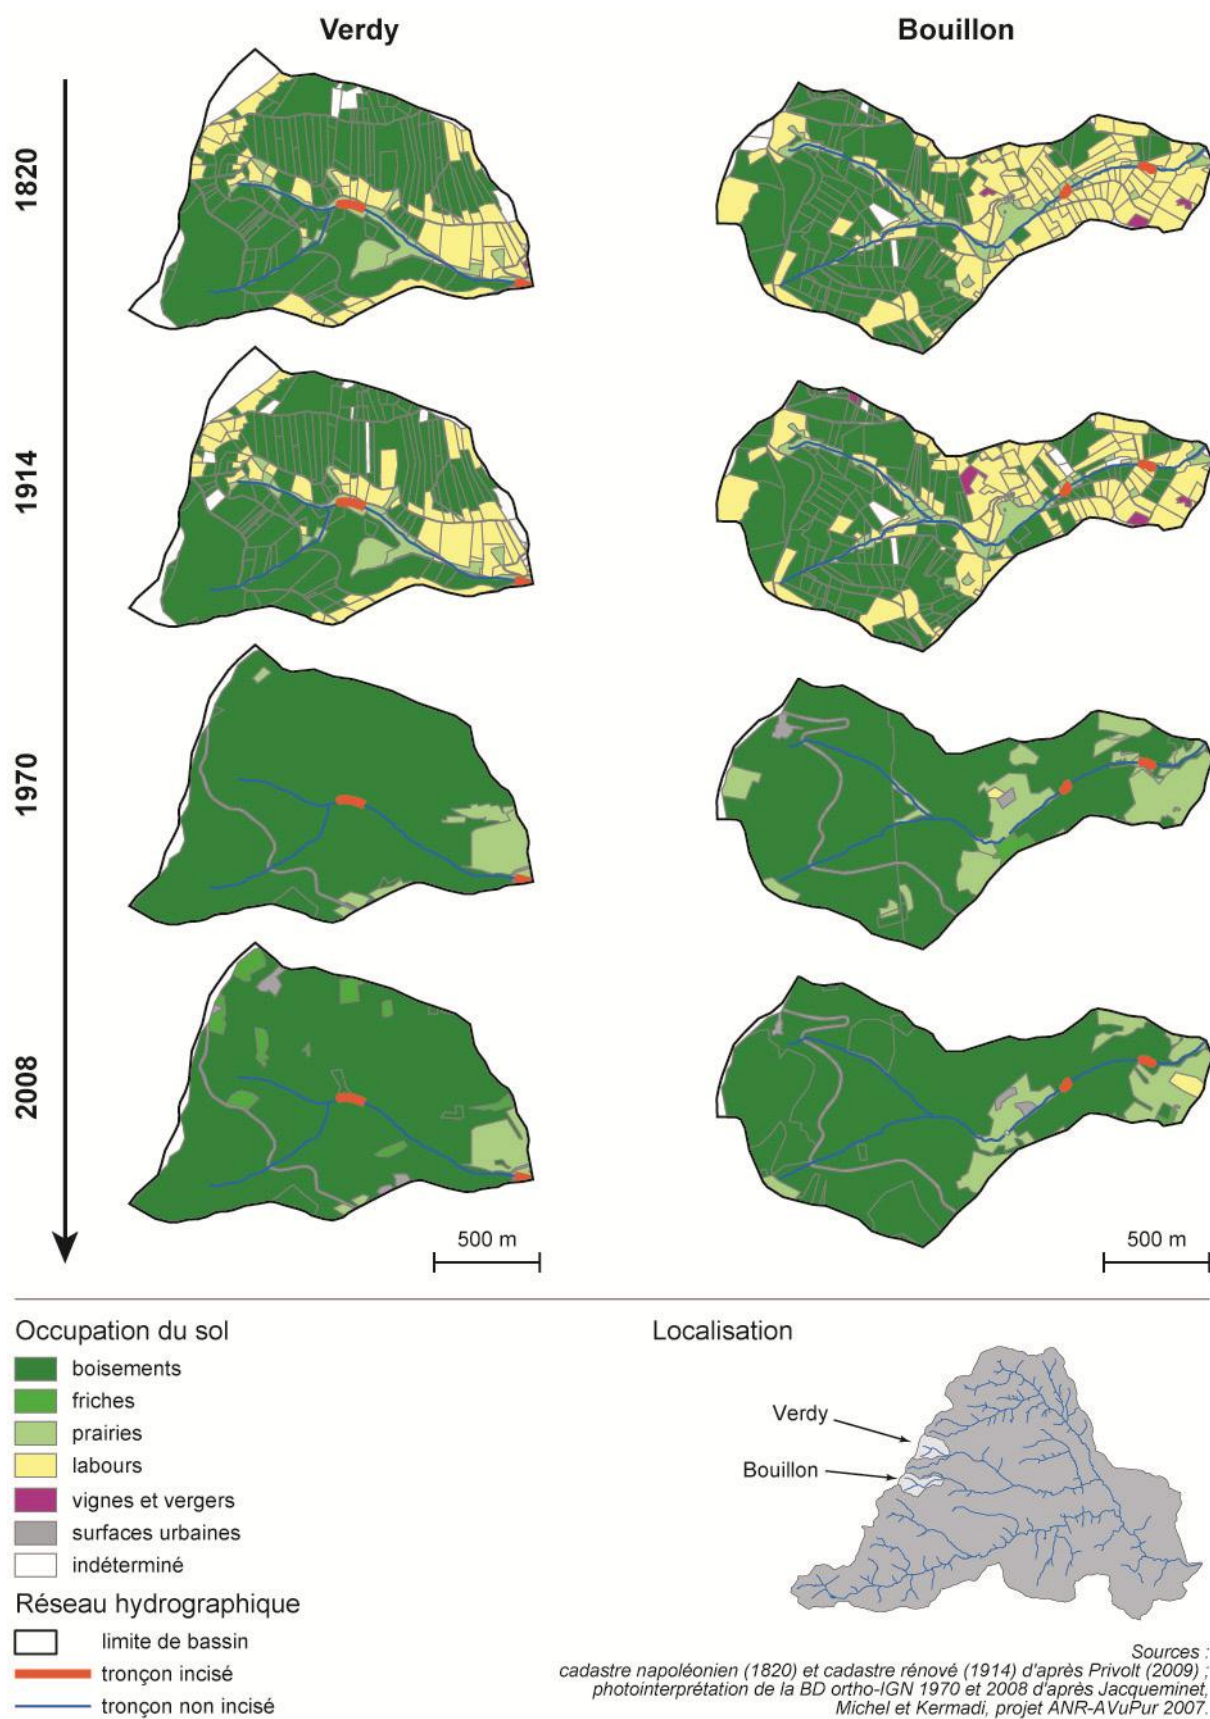 Verdy
Bouillon
1820
1914
1970
2008
500 m
500 m
Occupation du sol
boisements
friches
prairies
labours
vignes et vergers
surfaces urbaines
indéterminé
Réseau hydrographique
limite de bassin
tronçon incisé
tronçon non incisé
Localisation
Verdy
Bouillon
Sources :
cadastre napoléonien (1820) et cadastre rénové (1914) d'après Privolt (2009) ;
photointerprétation de la BD ortho-IGN 1970 et 2008 d'après Jacqueminet,
Michel et Kermadi, projet ANR-AVuPur 2007.